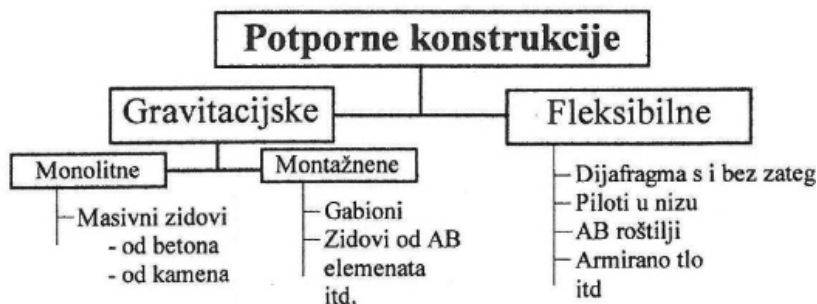 Potporne konstrukcije
Gravitacijske
Fleksibilne
Monolitne
Montažnene
Masivni zidovi
- od betona
- od kamena
Gabioni
Zidovi od AB
elemenata
itd,
Dijafragma s i bez zateg
Piloti u nizu
AB roštilji
Armirano tlo
itd